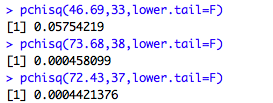 > pchisq(46.69,33,lower.tail=F)
[1] 0.05754219
> pchisq(73.68,38,lower.tail=F)
[1] 0.000458099
> pchisq(72.43,37,lower.tail=F)
[1] 0.0004421376